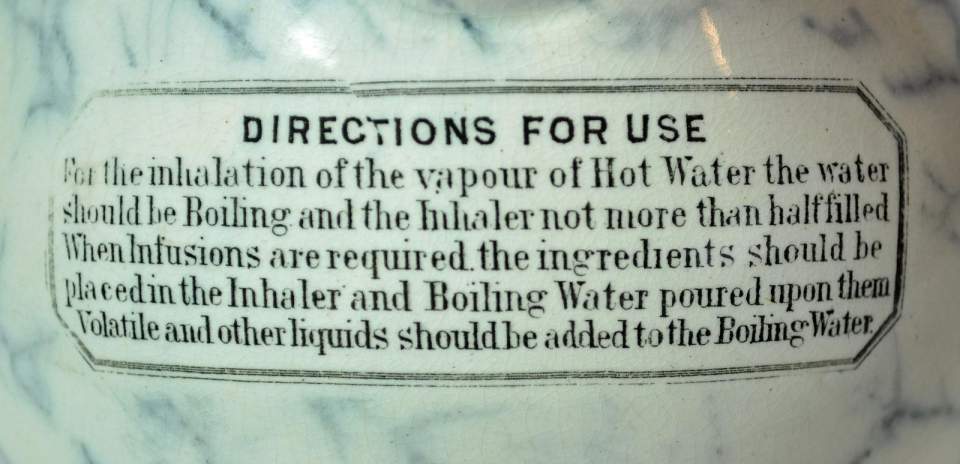 DIRECTIONS FOR USE
For the inhalation of the vapour of Hot Water the water
should be Boiling and the Inhaler not more than half filled
When Infusions are required. the ingredients should be
placed in the Inhaler and Boiling Water poured upon them
Volatile and other liquids should be added to the Boiling Water.